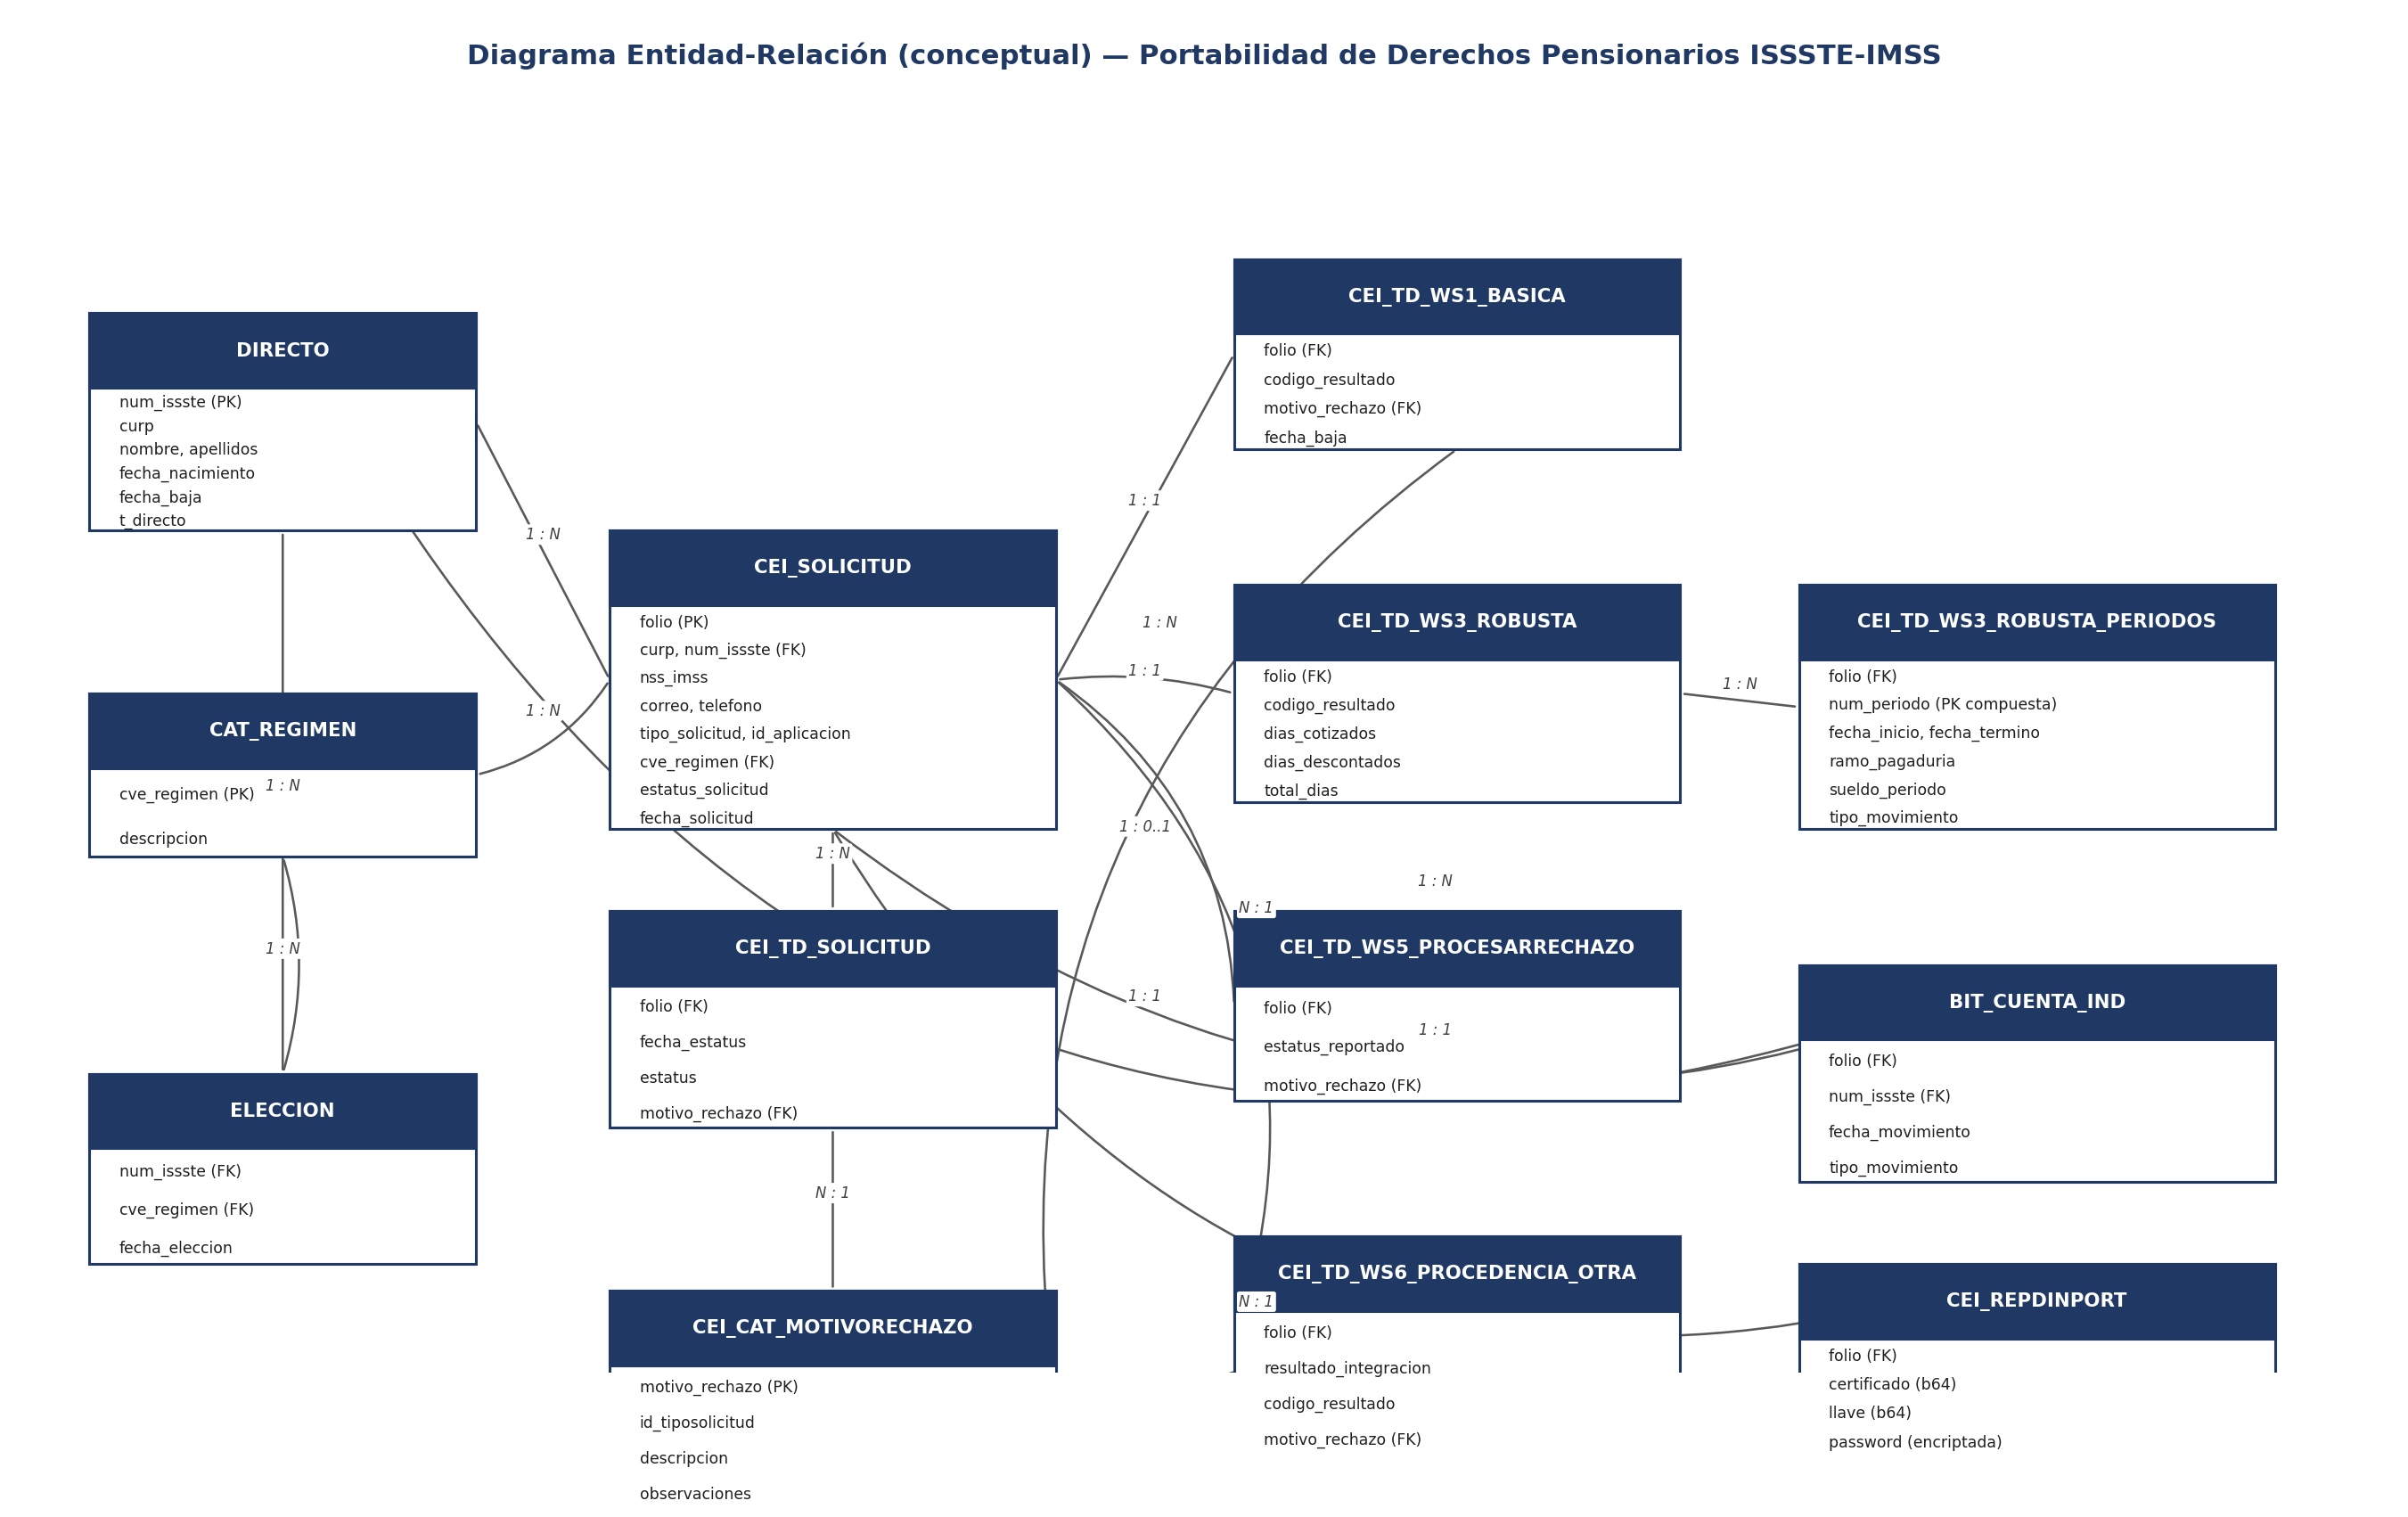 Diagrama Entidad-Relación (conceptual) — Portabilidad de Derechos Pensionarios ISSSTE-IMSS
DIRECTO
num_issste (PK)
curp
nombre, apellidos
fecha_nacimiento
fecha_baja
t_directo
CAT_REGIMEN
cve_regimen (PK)
1 : N
descripcion
1 : N
ELECCION
num_issste (FK)
cve_regimen (FK)
fecha_eleccion
1 : N
1 : N
CEI_SOLICITUD
folio (PK)
curp, num_issste (FK)
nss_imss
correo, telefono
tipo_solicitud, id_aplicacion
cve_regimen (FK)
estatus_solicitud
fecha_solicitud
1 : N
CEI_TD_SOLICITUD
folio (FK)
fecha_estatus
estatus
motivo_rechazo (FK)
N : 1
CEI_CAT_MOTIVORECHAZO
motivo_rechazo (PK)
id_tiposolicitud
descripcion
observaciones
1 : 1
1 : N
1 : 1
1 : 0..1
1 : 1
CEI_TD_WS1_BASICA
folio (FK)
codigo_resultado
motivo_rechazo (FK)
fecha_baja
CEI_TD_WS3_ROBUSTA
folio (FK)
codigo_resultado
dias_cotizados
dias_descontados
total_dias
1 : N
N : 1
CEI_TD_WS5_PROCESARRECHAZO
folio (FK)
1 : 1
estatus_reportado
motivo_rechazo (FK)
CEI_TD_WS6_PROCEDENCIA_OTRA
N : 1
folio (FK)
resultado_integracion
codigo_resultado
motivo_rechazo (FK)
1 : N
CEI_TD_WS3_ROBUSTA_PERIODOS
folio (FK)
num_periodo (PK compuesta)
fecha_inicio, fecha_termino
ramo_pagaduria
sueldo_periodo
tipo_movimiento
BIT_CUENTA_IND
folio (FK)
num_issste (FK)
fecha_movimiento
tipo_movimiento
CEI_REPDINPORT
folio (FK)
certificado (b64)
llave (b64)
password (encriptada)